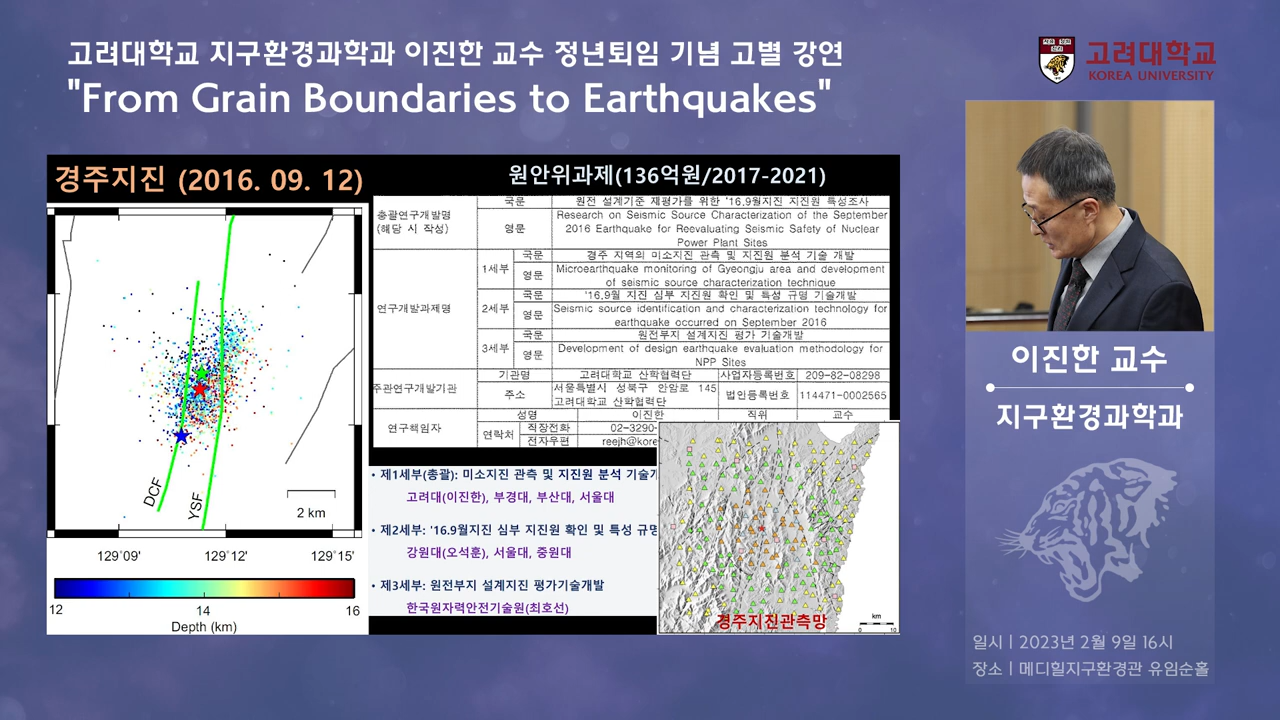 고려대학교 지구환경과학과 이진한 교수 정년퇴임 기념 고별 강연
"From Grain Boundaries to Earthquakes"
고려대학교
KOREA UNIVERSITY
경주지진 (2016. 09. 12)
DCF
YSF
2 km
129°09'
129°12'
129°15'
12
14
16
Depth (km)
원안위과제(136억원/2017-2021)
총괄연구개발명
(해당 시 작성)
국문
원전 설계기준 재평가를 위한 '16.9월지진 지진원 특성조사
영문
Research on Seismic Source Characterization of the September
2016 Earthquake for Reevaluating Seismic Safety of Nuclear
Power Plant Sites
연구개발과제명
1세부
국문
경주 지역의 미소지진 관측 및 지진원 분석 기술 개발
영문
Microearthquake monitoring of Gyeongju area and development
of seismic source characterization technique
2세부
국문
'16.9월 지진 심부 지진원 확인 및 특성 규명 기술개발
영문
Seismic source identification and characterization technology for
earthquake occurred on September 2016
3세부
국문
원전부지 설계지진 평가 기술개발
영문
Development of design earthquake evaluation methodology for
NPP Sites
주관연구개발기관
기관명
고려대학교 산학협력단
사업자등록번호
209-82-08298
주소
서울특별시 성북구 안암로 145
고려대학교 산학협력단
법인등록번호
114471-0002565
연구책임자
성명
이진한
직위
교수
연락처
직장전화
02-3290-
전자우편
reejh@kore
• 제1세부(총괄): 미소지진 관측 및 지진원 분석 기술개
고려대(이진한), 부경대, 부산대, 서울대
• 제2세부: '16.9월지진 심부 지진원 확인 및 특성 규명
강원대(오석훈), 서울대, 중원대
• 제3세부: 원전부지 설계지진 평가기술개발
한국원자력안전기술원(최호선)
경주지진관측망
km
0
10
이진한 교수
지구환경과학과
일시 | 2023년 2월 9일 16시
장소 | 메디힐지구환경관 유임순홀